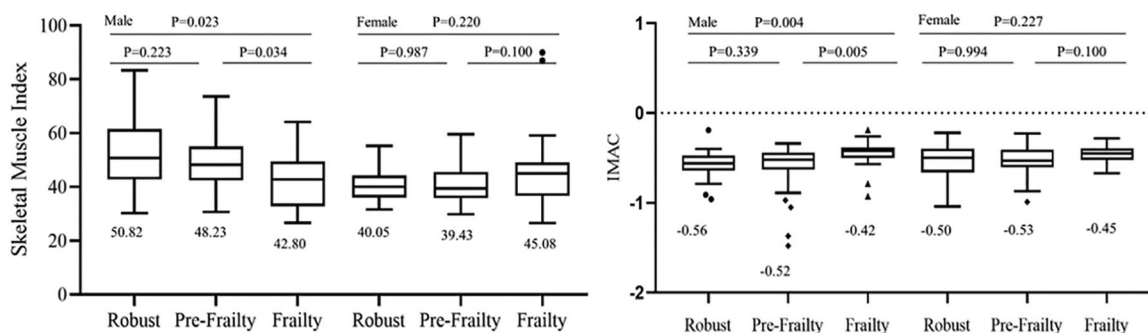 Male P=0.023 Female P=0.220
P=0.223 P=0.034 P=0.987 P=0.100
Skeletal Muscle Index
100
80
60
40
20
0
50.82 48.23 42.80 40.05 39.43 45.08
Robust Pre-Frailty Frailty Robust Pre-Frailty Frailty
Male P=0.004 Female P=0.227
P=0.339 P=0.005 P=0.994 P=0.100
IMAC
1
0
-1
-2
-0.56 -0.52 -0.42 -0.50 -0.53 -0.45
Robust Pre-Frailty Frailty Robust Pre-Frailty Frailty